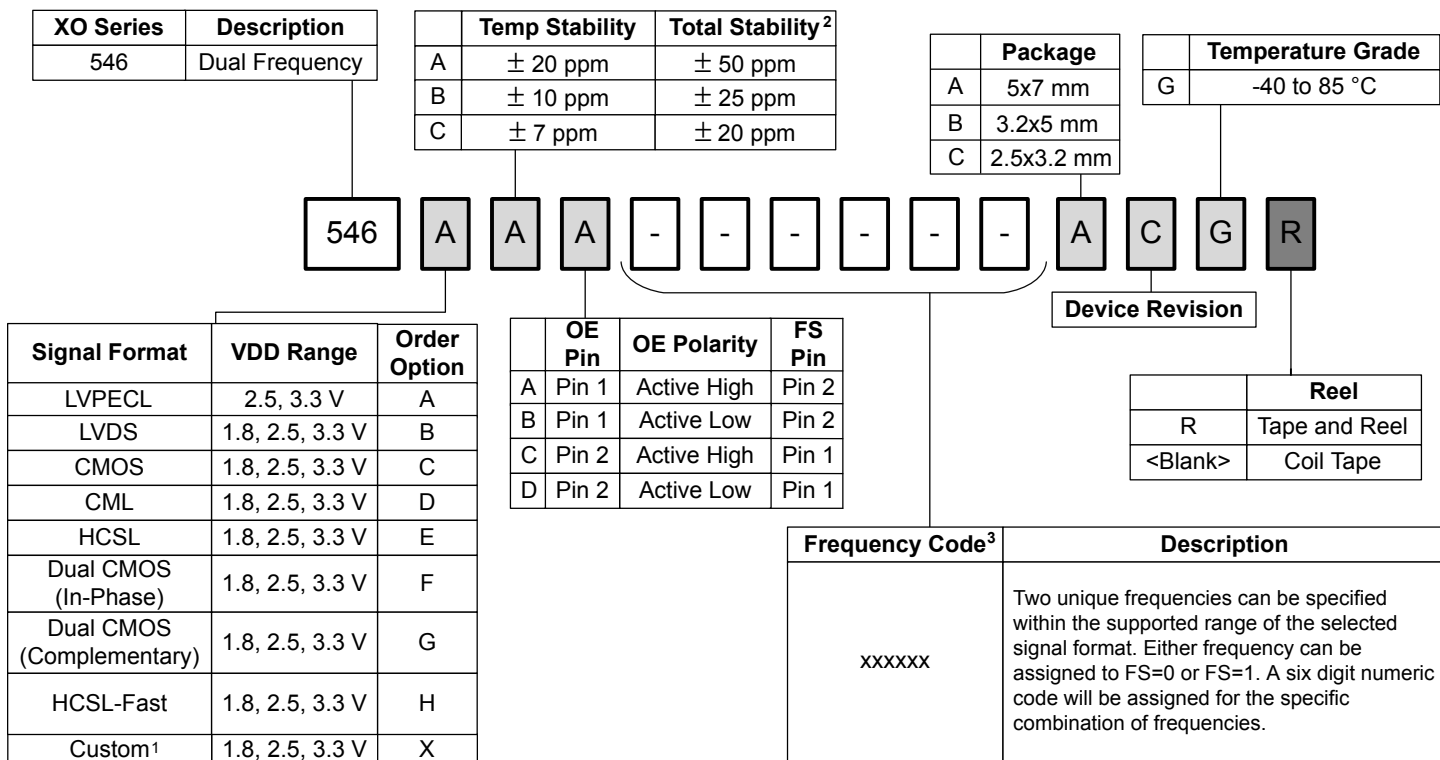 XO Series Description
546 Dual Frequency
Temp Stability Total Stability²
A ± 20 ppm ± 50 ppm
B ± 10 ppm ± 25 ppm
C ± 7 ppm ± 20 ppm
Package
A 5x7 mm
B 3.2x5 mm
C 2.5x3.2 mm
Temperature Grade
G -40 to 85 °C
546 A A A - - - - - - A C G R
Signal Format VDD Range Order Option
LVPECL 2.5, 3.3 V A
LVDS 1.8, 2.5, 3.3 V B
CMOS 1.8, 2.5, 3.3 V C
CML 1.8, 2.5, 3.3 V D
HCSL 1.8, 2.5, 3.3 V E
Dual CMOS (In-Phase) 1.8, 2.5, 3.3 V F
Dual CMOS (Complementary) 1.8, 2.5, 3.3 V G
HCSL-Fast 1.8, 2.5, 3.3 V H
Custom¹ 1.8, 2.5, 3.3 V X
OE Pin OE Polarity FS Pin
A Pin 1 Active High Pin 2
B Pin 1 Active Low Pin 2
C Pin 2 Active High Pin 1
D Pin 2 Active Low Pin 1
Device Revision
Reel
R Tape and Reel
<Blank> Coil Tape
Frequency Code³ Description
xxxxxx
Two unique frequencies can be specified
within the supported range of the selected
signal format. Either frequency can be
assigned to FS=0 or FS=1. A six digit numeric
code will be assigned for the specific
combination of frequencies.